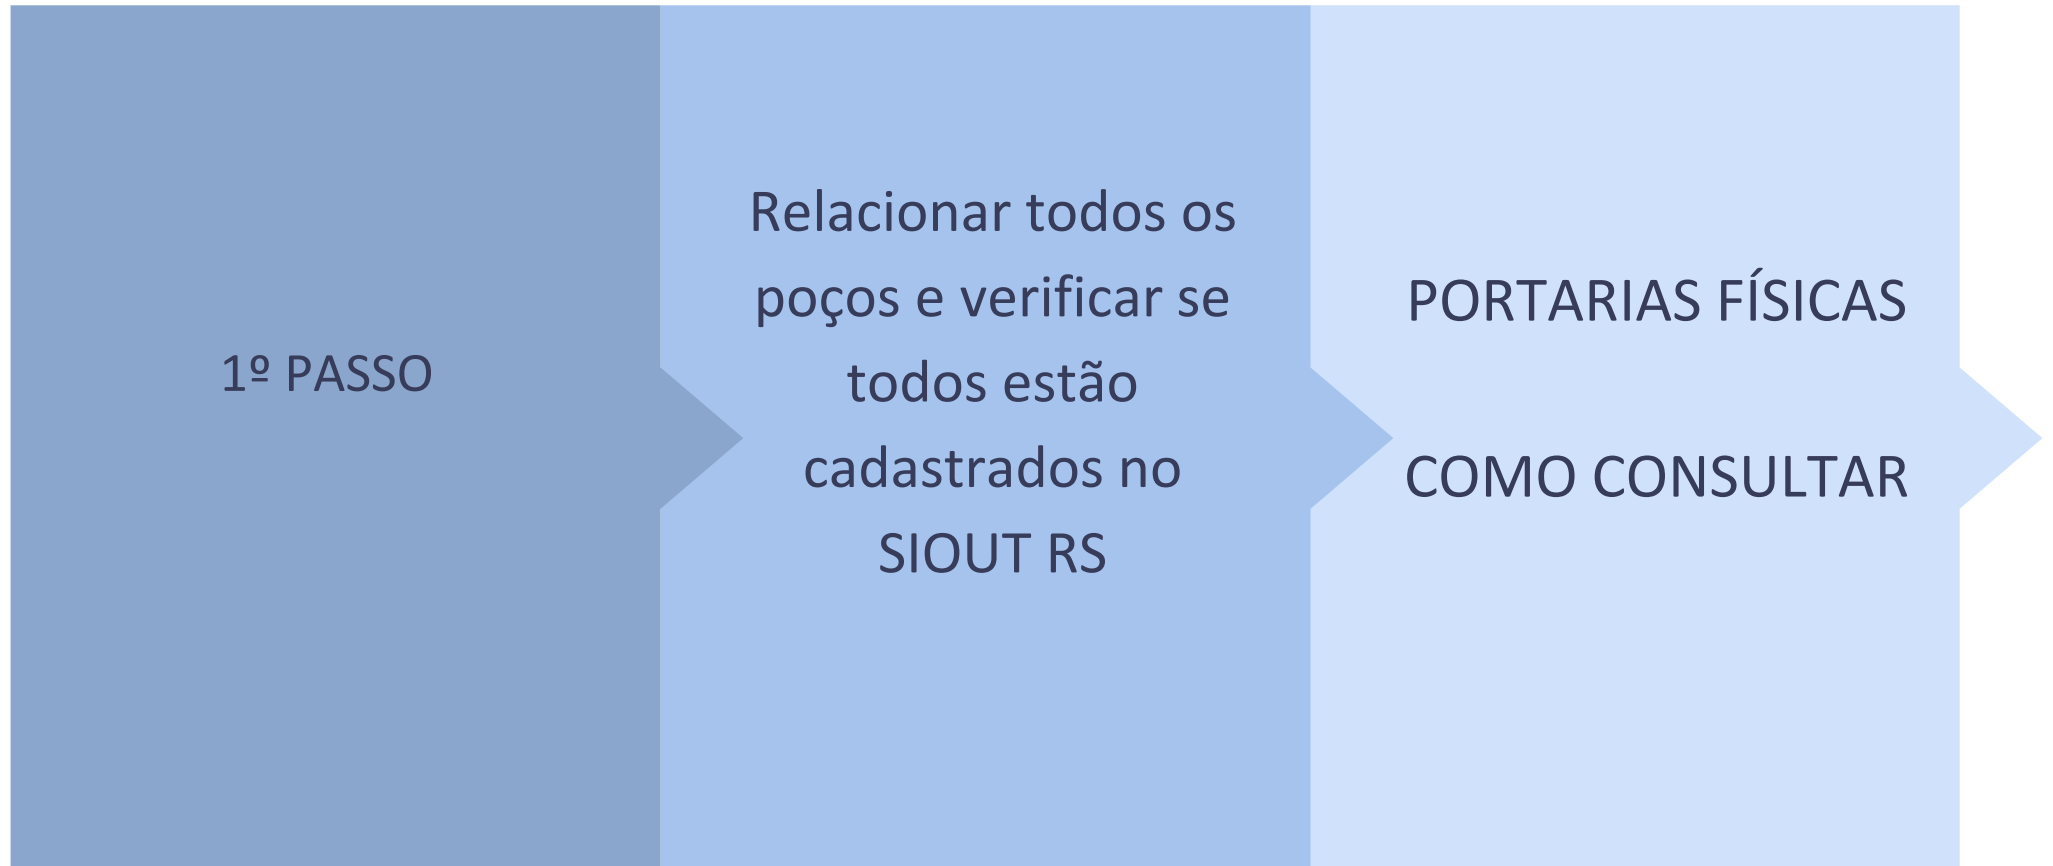 1º PASSO
Relacionar todos os
poços e verificar se
todos estão
cadastrados no
SIOUT RS
PORTARIAS FÍSICAS
COMO CONSULTAR